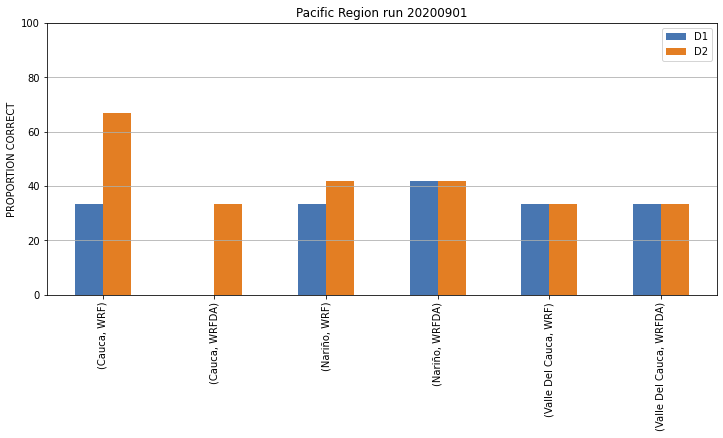 Pacific Region run 20200901
D1
D2
PROPORTION CORRECT
100
80
60
40
20
0
(Cauca, WRF)
(Cauca, WRFDA)
(Nariño, WRF)
(Nariño, WRFDA)
(Valle Del Cauca, WRF)
(Valle Del Cauca, WRFDA)